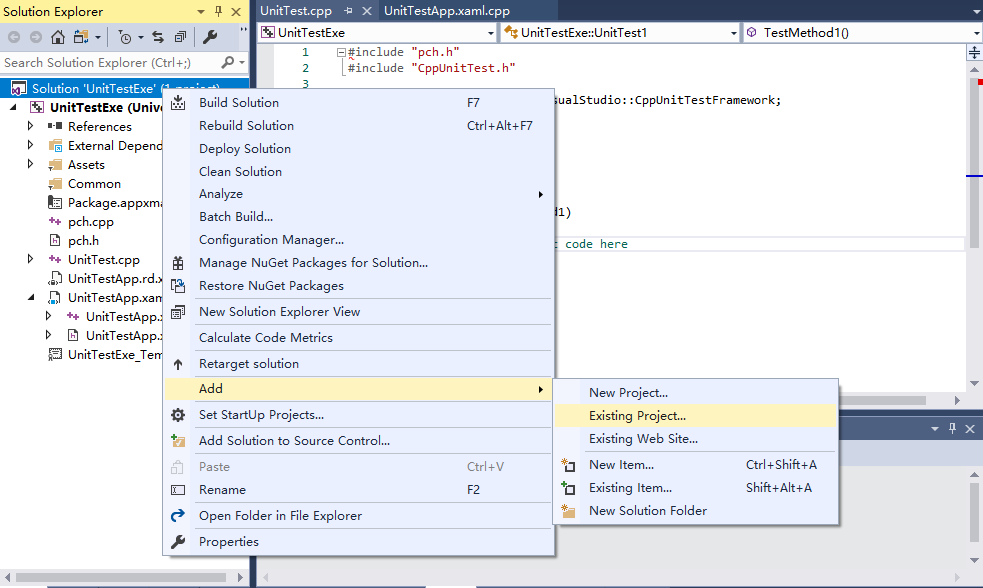 Solution Explorer
UnitTest.cpp
UnitTestApp.xaml.cpp
UnitTestExe
UnitTestExe::UnitTest1
TestMethod1()
Search Solution Explorer (Ctrl+;)
1 #include "pch.h"
2 #include "CppUnitTest.h"
3
Solution 'UnitTestExe' (1 project)
UnitTestExe (Unive
References
External Depend
Assets
Common
Package.appxma
pch.cpp
pch.h
UnitTest.cpp
UnitTestApp.rd.x
UnitTestApp.xam
UnitTestApp.x
UnitTestApp.x
UnitTestExe_Tem
sualStudio::CppUnitTestFramework;
d1)
t code here
Build Solution F7
Rebuild Solution Ctrl+Alt+F7
Deploy Solution
Clean Solution
Analyze
Batch Build...
Configuration Manager...
Manage NuGet Packages for Solution...
Restore NuGet Packages
New Solution Explorer View
Calculate Code Metrics
Retarget solution
Add
Set StartUp Projects...
Add Solution to Source Control...
Paste Ctrl+V
Rename F2
Open Folder in File Explorer
Properties
New Project...
Existing Project...
Existing Web Site...
New Item... Ctrl+Shift+A
Existing Item... Shift+Alt+A
New Solution Folder